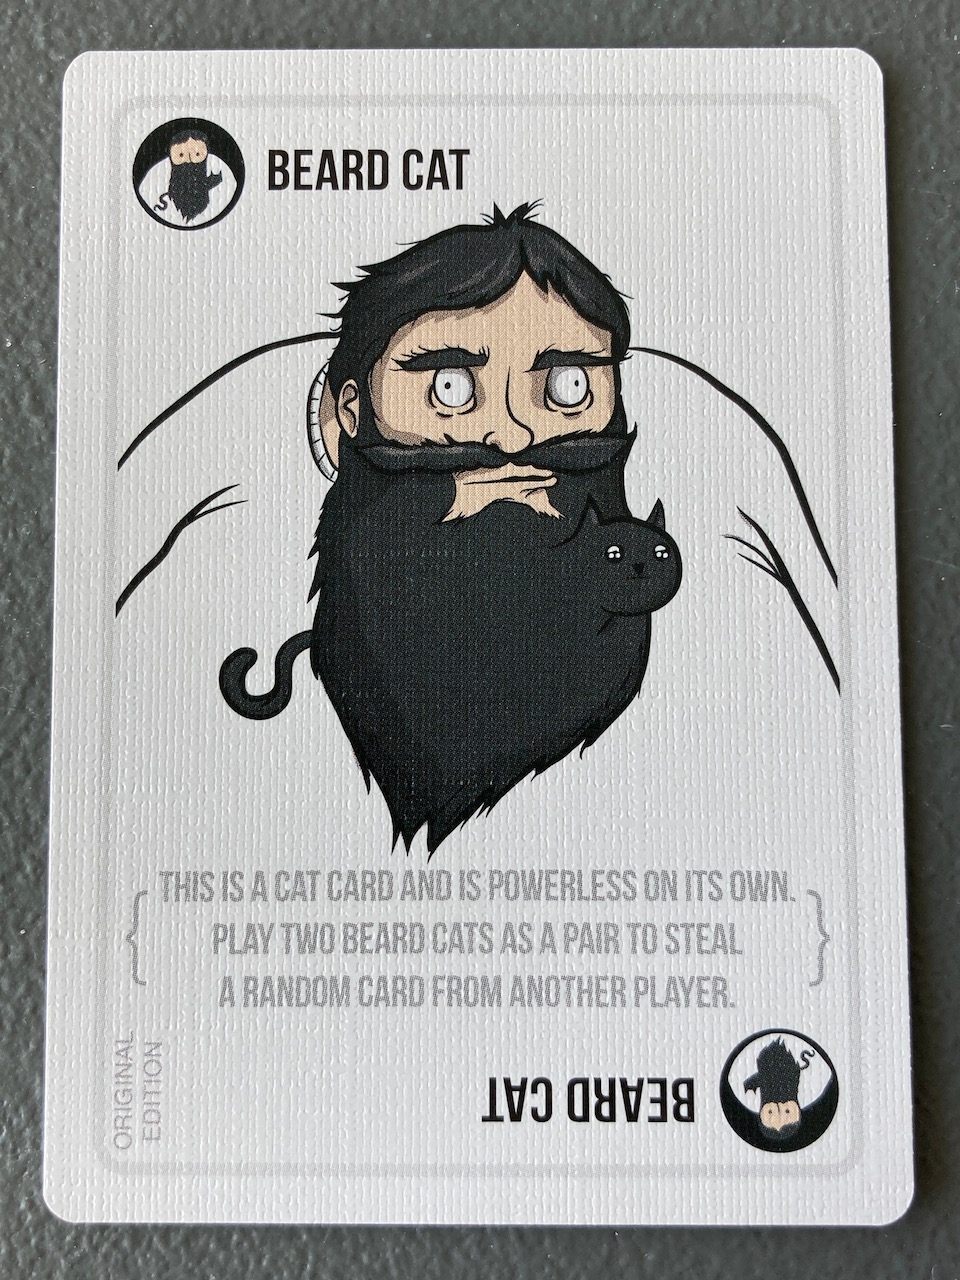 BEARD CAT
THIS IS A CAT CARD AND IS POWERLESS ON ITS OWN.
PLAY TWO BEARD CATS AS A PAIR TO STEAL
A RANDOM CARD FROM ANOTHER PLAYER.
ORIGINAL
EDITION
BEARD CAT